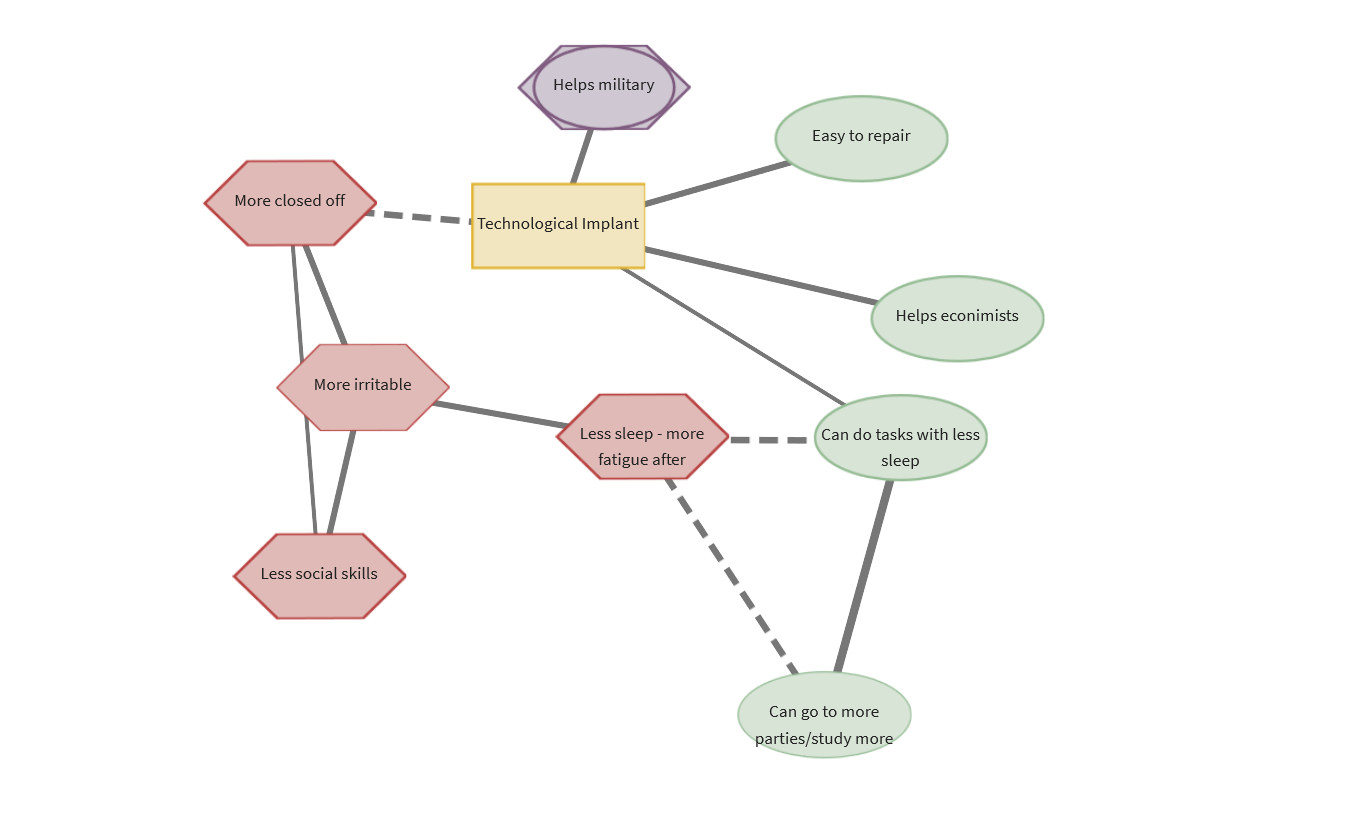 Helps military
Easy to repair
More closed off
Technological Implant
Helps econimists
More irritable
Less sleep - more
fatigue after
Can do tasks with less
sleep
Less social skills
Can go to more
parties/study more